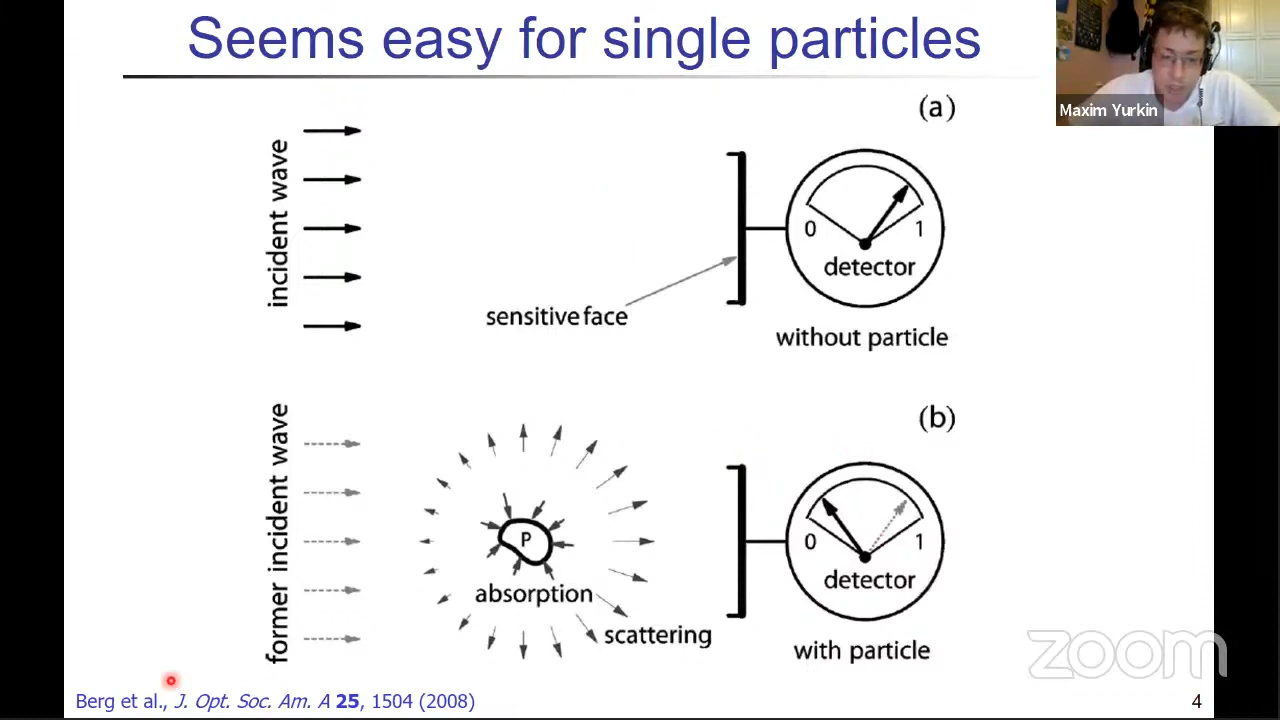 Seems easy for single particles
Maxim Yurkin
(a)
incident wave
0
1
detector
sensitive face
without particle
(b)
former incident wave
P
absorption
scattering
0
1
detector
with particle
zoom
Berg et al., J. Opt. Soc. Am. A 25, 1504 (2008)
4